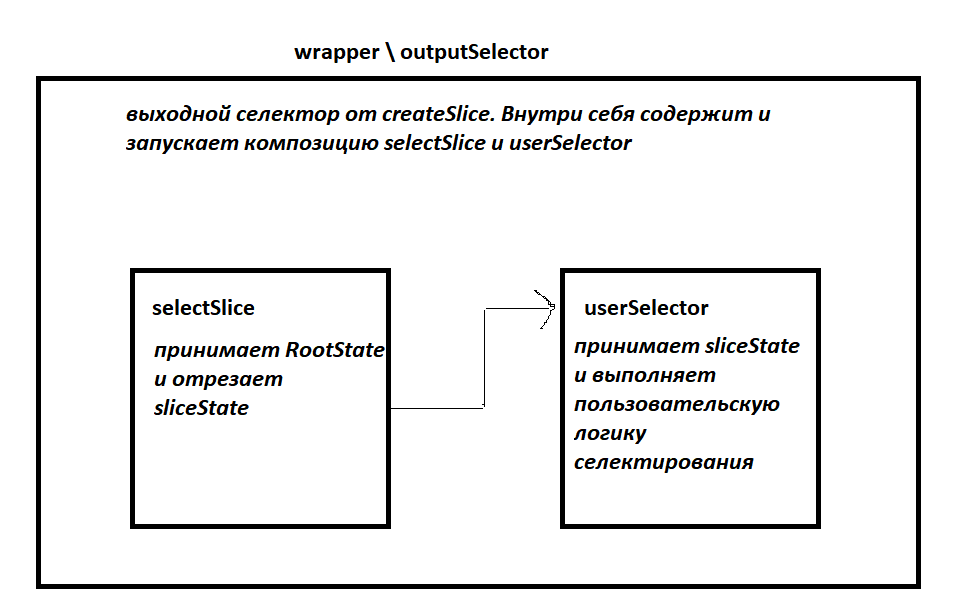 wrapper \ outputSelector
выходной селектор от createSlice. Внутри себя содержит и
запускает композицию selectSlice и userSelector
selectSlice
принимает RootState
и отрезает
sliceState
userSelector
принимает sliceState
и выполняет
пользовательскую
логику
селектирования